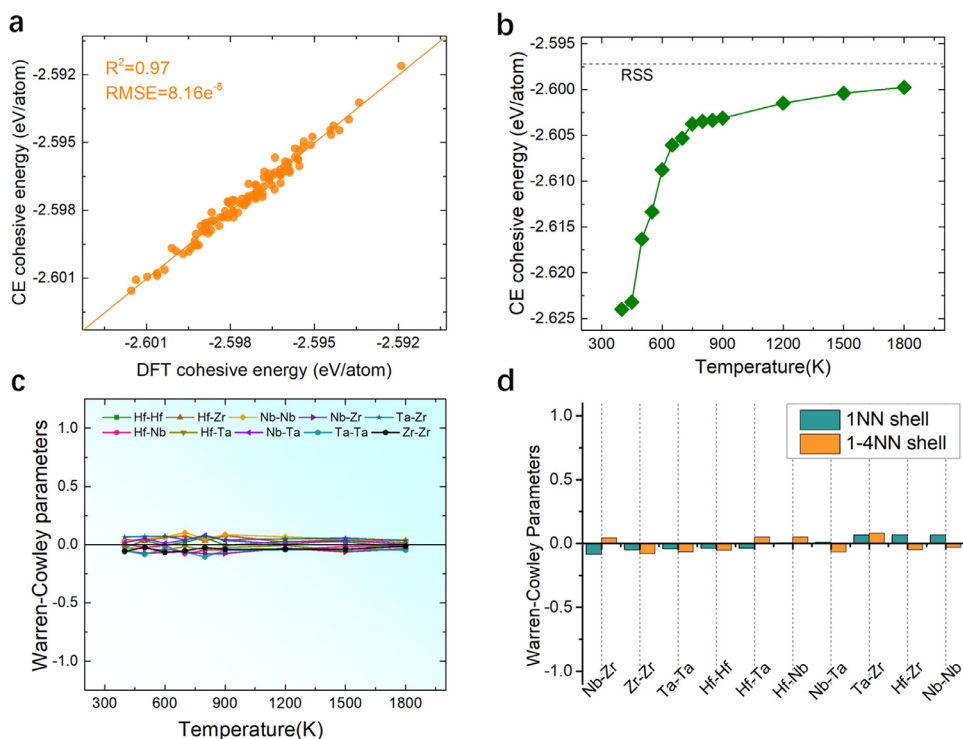 a
R²=0.97
RMSE=8.16e⁻⁸
CE cohesive energy (eV/atom)
-2.592
-2.595
-2.598
-2.601
-2.601 -2.598 -2.595 -2.592
DFT cohesive energy (eV/atom)
b
RSS
CE cohesive energy (eV/atom)
-2.595
-2.600
-2.605
-2.610
-2.615
-2.620
-2.625
300 600 900 1200 1500 1800
Temperature(K)
c
Hf-Hf Hf-Zr Nb-Nb Nb-Zr Ta-Zr
Hf-Nb Hf-Ta Nb-Ta Ta-Ta Zr-Zr
Warren-Cowley parameters
1.0
0.5
0.0
-0.5
-1.0
300 600 900 1200 1500 1800
Temperature(K)
d
1NN shell
1-4NN shell
Warren-Cowley Parameters
1.0
0.5
0.0
-0.5
-1.0
Nb-Zr Zr-Zr Ta-Ta Hf-Hf Hf-Ta Hf-Nb Nb-Ta Ta-Zr Hf-Zr Nb-Nb